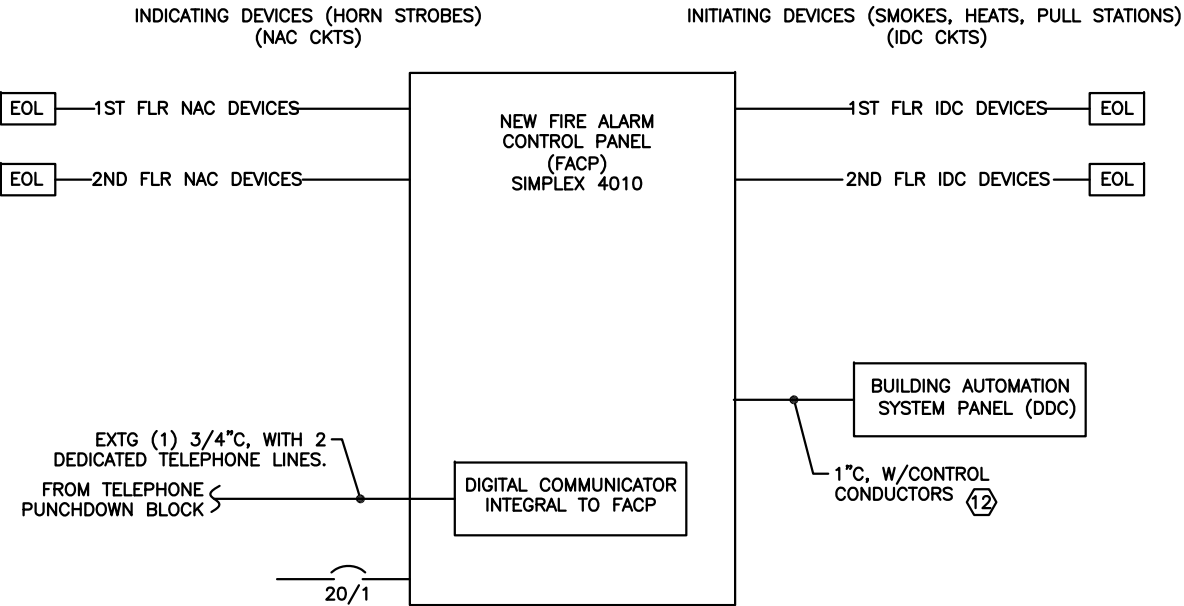 INDICATING DEVICES (HORN STROBES)
(NAC CKTS)
INITIATING DEVICES (SMOKES, HEATS, PULL STATIONS)
(IDC CKTS)
EOL
1ST FLR NAC DEVICES
EOL
2ND FLR NAC DEVICES
NEW FIRE ALARM
CONTROL PANEL
(FACP)
SIMPLEX 4010
1ST FLR IDC DEVICES
EOL
2ND FLR IDC DEVICES
EOL
BUILDING AUTOMATION
SYSTEM PANEL (DDC)
1"C, W/CONTROL
CONDUCTORS
12
EXTG (1) 3/4"C, WITH 2
DEDICATED TELEPHONE LINES.
FROM TELEPHONE
PUNCHDOWN BLOCK
DIGITAL COMMUNICATOR
INTEGRAL TO FACP
20/1